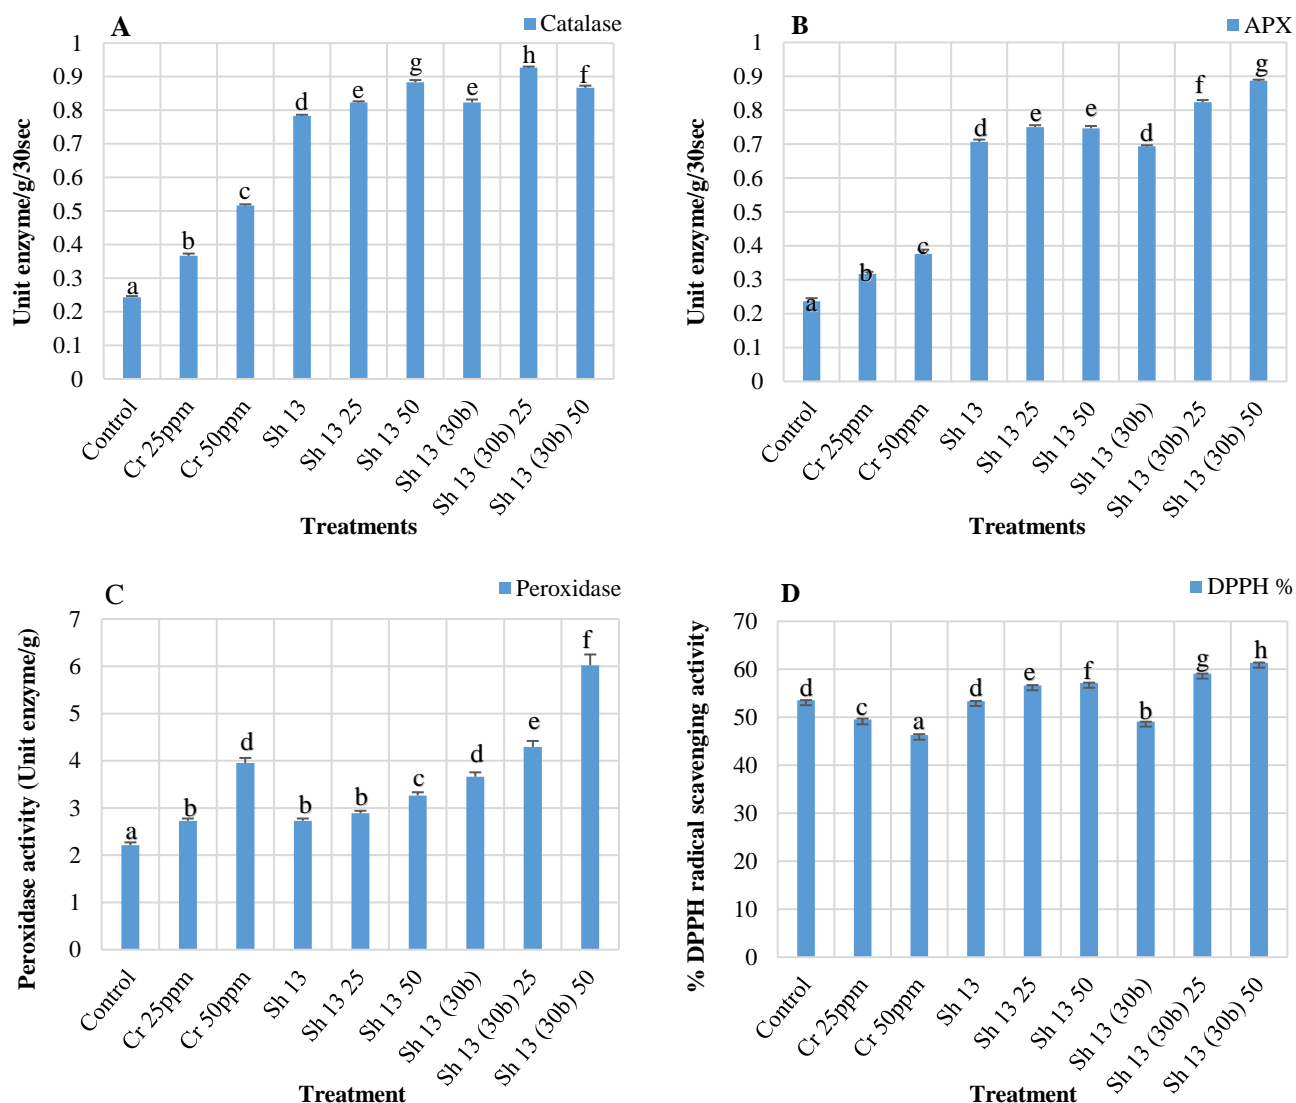 A
Catalase
Unit enzyme/g/30sec
1
0.9
0.8
0.7
0.6
0.5
0.4
0.3
0.2
0.1
0
a
b
c
d
e
g
e
h
f
Control
Cr 25ppm
Cr 50ppm
Sh 13
Sh 13 25
Sh 13 50
Sh 13 (30b)
Sh 13 (30b) 25
Sh 13 (30b) 50
Treatments
B
APX
Unit enzyme/g/30sec
1
0.9
0.8
0.7
0.6
0.5
0.4
0.3
0.2
0.1
0
a
b
c
d
e
e
d
f
g
Control
Cr 25ppm
Cr 50ppm
Sh 13
Sh 13 25
Sh 13 50
Sh 13 (30b)
Sh 13 (30b) 25
Sh 13 (30b) 50
Treatments
C
Peroxidase
Peroxidase activity (Unit enzyme/g)
7
6
5
4
3
2
1
0
a
b
d
b
b
c
d
e
f
Control
Cr 25ppm
Cr 50ppm
Sh 13
Sh 13 25
Sh 13 50
Sh 13 (30b)
Sh 13 (30b) 25
Sh 13 (30b) 50
Treatment
D
DPPH %
% DPPH radical scavenging activity
70
60
50
40
30
20
10
0
d
c
a
d
e
f
b
g
h
Control
Cr 25ppm
Cr 50ppm
Sh 13
Sh 13 25
Sh 13 50
Sh 13 (30b)
Sh 13 (30b) 25
Sh 13 (30b) 50
Treatment